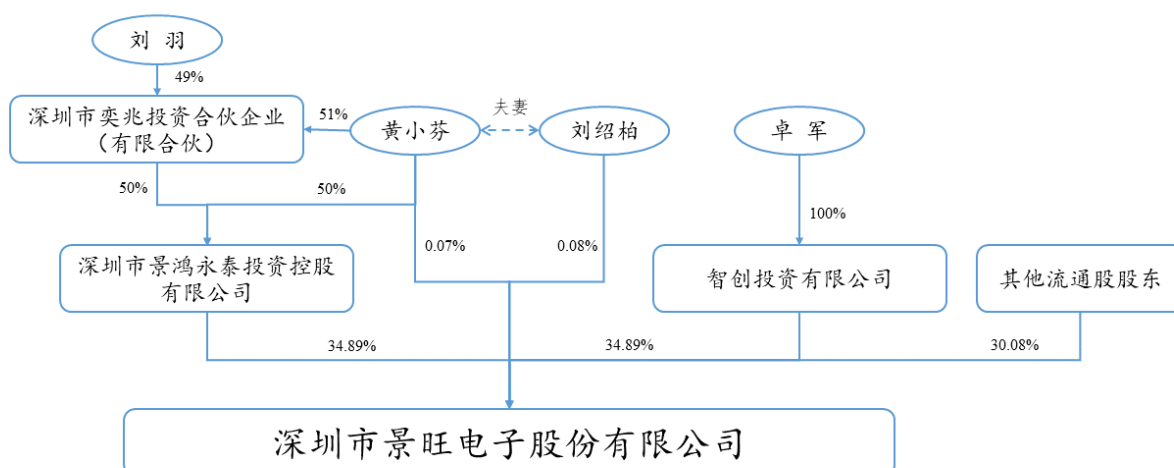 刘 羽
49%
深圳市奕兆投资合伙企业
（有限合伙）
51%
黄小芬
夫妻
刘绍柏
卓 军
50%
50%
100%
0.07%
0.08%
深圳市景鸿永泰投资控股
有限公司
智创投资有限公司
其他流通股股东
34.89%
34.89%
30.08%
深圳市景旺电子股份有限公司